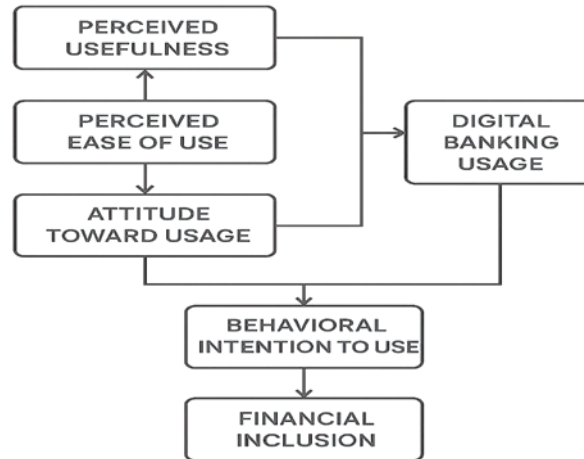 PERCEIVED
USEFULNESS
PERCEIVED
EASE OF USE
DIGITAL
BANKING
USAGE
ATTITUDE
TOWARD USAGE
BEHAVIORAL
INTENTION TO USE
FINANCIAL
INCLUSION